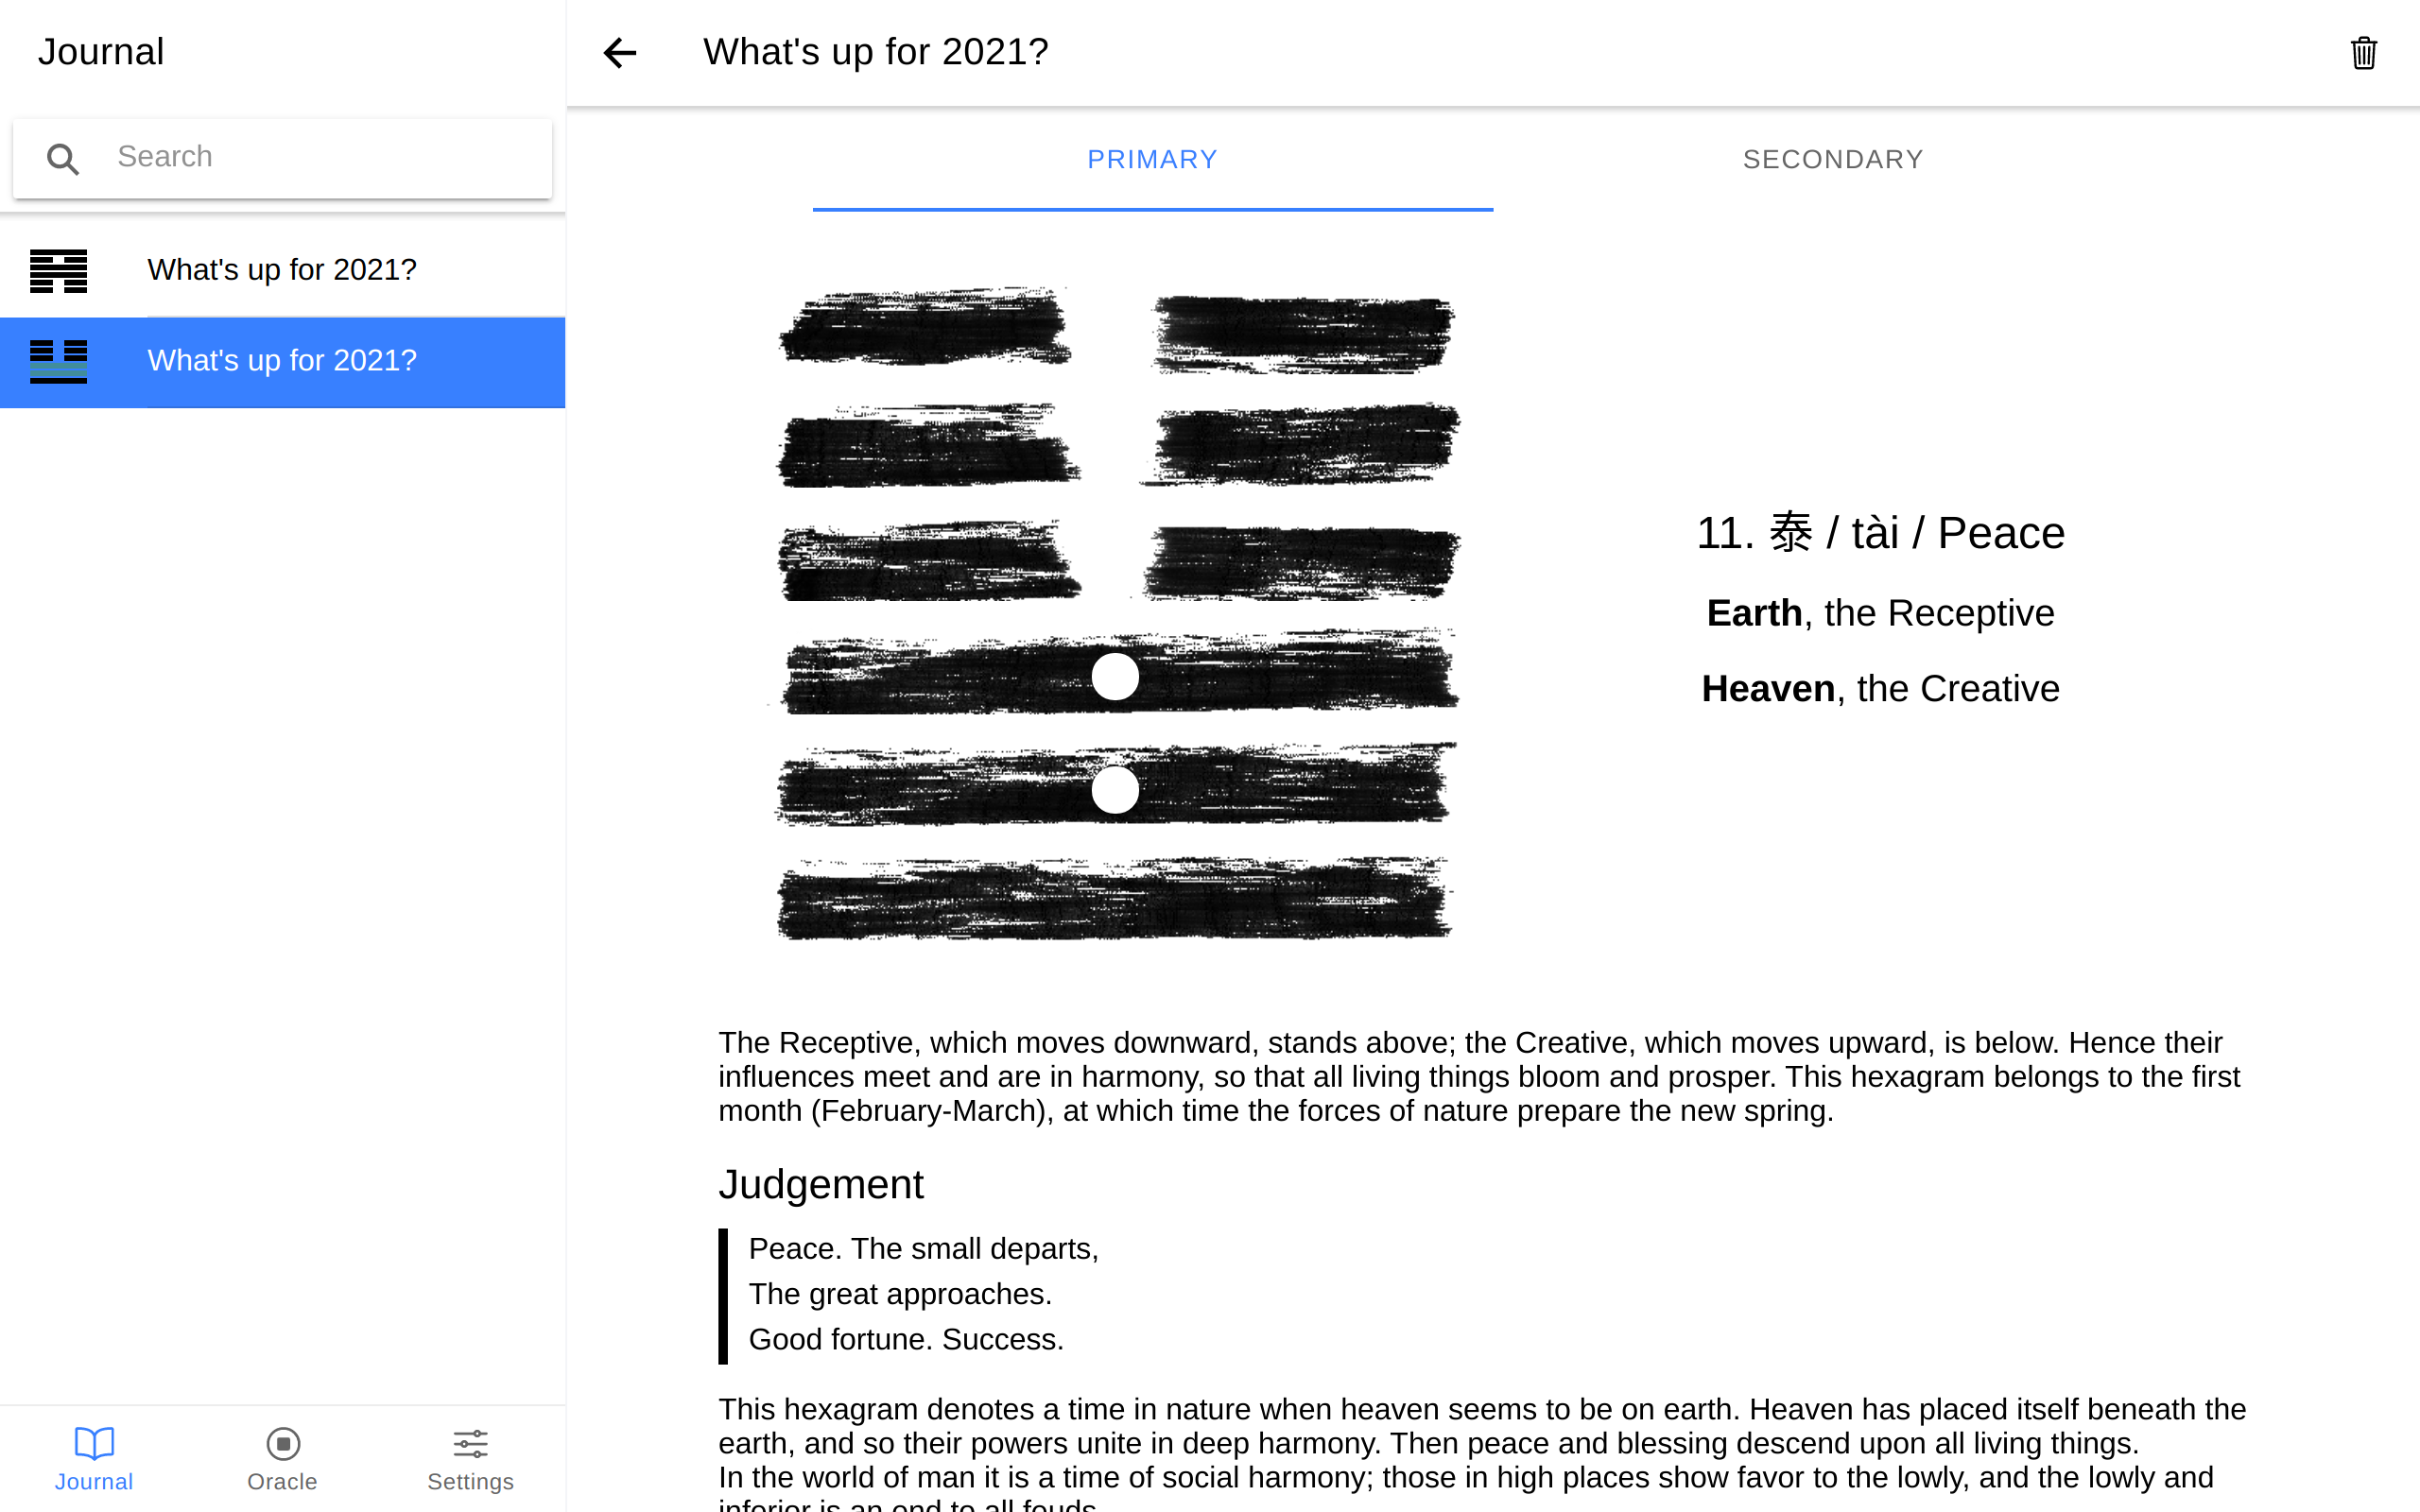 Journal
What's up for 2021?
Search
PRIMARY
SECONDARY
What's up for 2021?
What's up for 2021?
11. 泰 / tài / Peace
Earth, the Receptive
Heaven, the Creative
The Receptive, which moves downward, stands above; the Creative, which moves upward, is below. Hence their
influences meet and are in harmony, so that all living things bloom and prosper. This hexagram belongs to the first
month (February-March), at which time the forces of nature prepare the new spring.
Judgement
Peace. The small departs,
The great approaches.
Good fortune. Success.
This hexagram denotes a time in nature when heaven seems to be on earth. Heaven has placed itself beneath the
earth, and so their powers unite in deep harmony. Then peace and blessing descend upon all living things.
In the world of man it is a time of social harmony; those in high places show favor to the lowly, and the lowly and
inferior is an end to all feuds.
Journal
Oracle
Settings